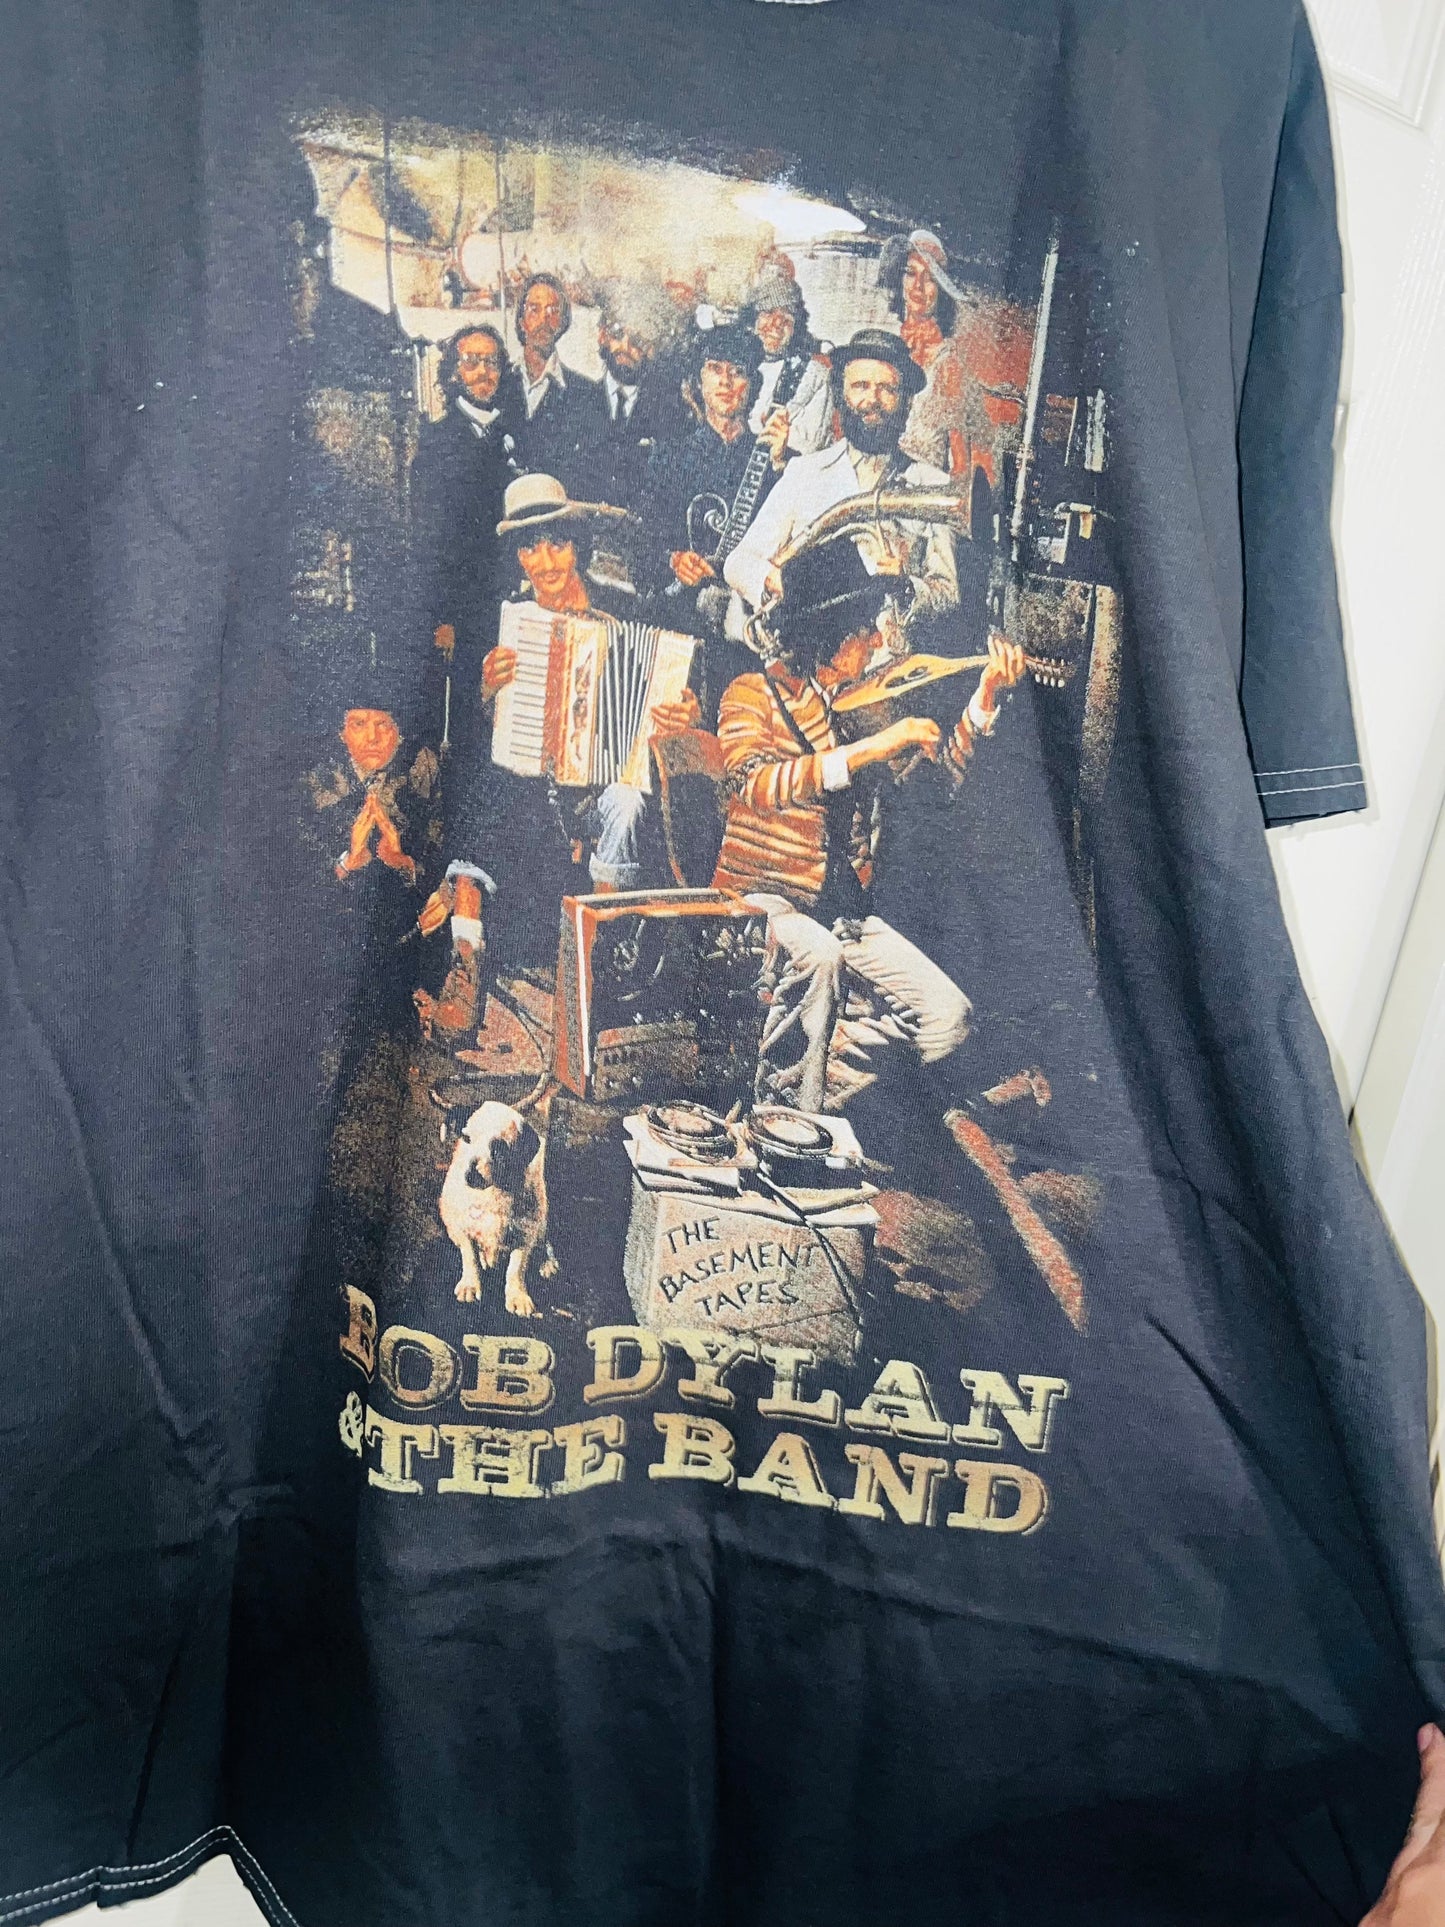 THE
BASEMENT
TAPES
BOB DYLAN
& THE BAND